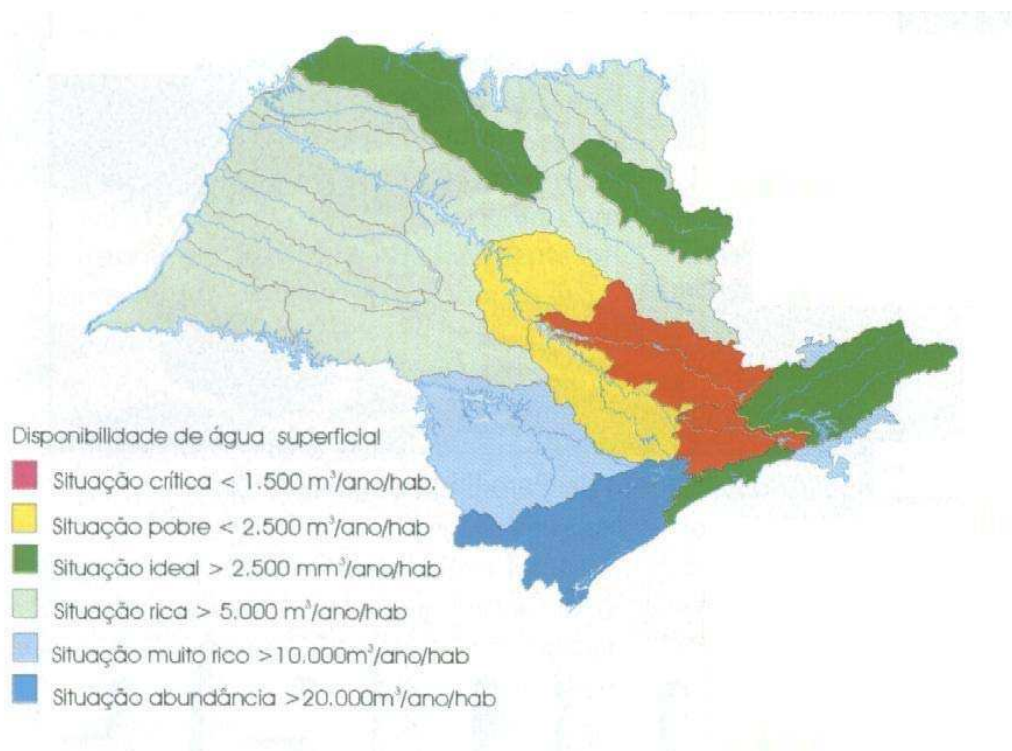 Disponibilidade de água superficial
Situação crítica < 1.500 m³/ano/hab.
Situação pobre < 2.500 m³/ano/hab
Situação ideal > 2.500 mm³/ano/hab
Situação rica > 5.000 m³/ano/hab
Situação muito rico >10.000m³/ano/hab
Situação abundância >20.000m³/ano/hab